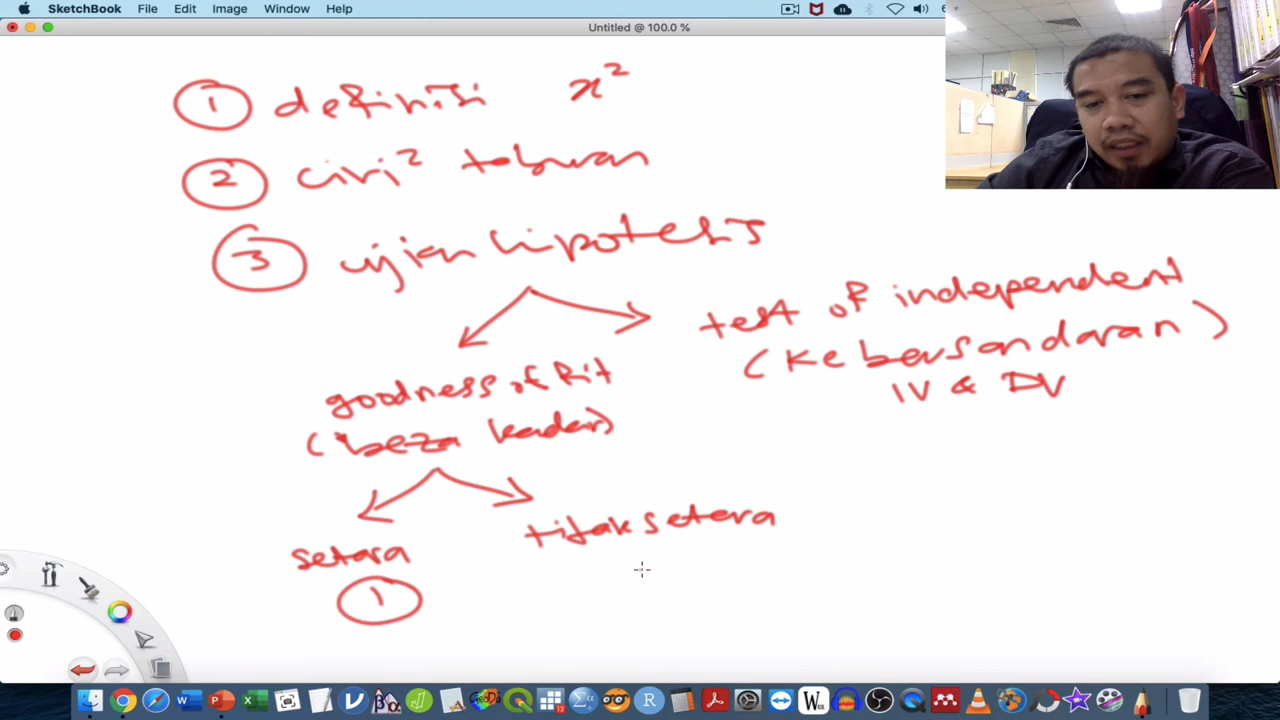 SketchBook File Edit Image Window Help
Untitled @ 100.0 %
1 definisi x²
2 ciri² taburan
3 ujian hipotesis
test of independent
(Kebersandaran)
IV & DV
goodness of fit
(beza kadar)
setara
tidak setara
1